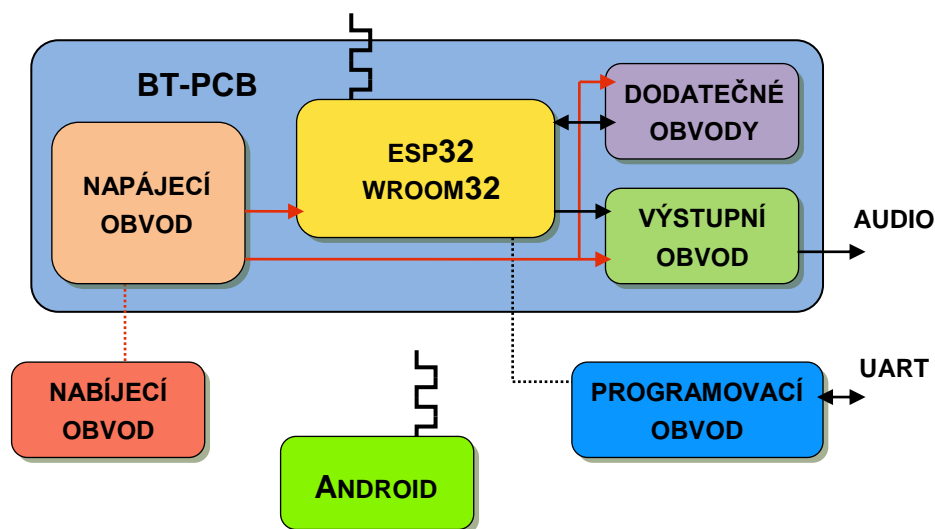 BT-PCB
DODATEČNÉ
OBVODY
ESP32
WROOM32
NAPÁJECÍ
OBVOD
VÝSTUPNÍ
OBVOD
AUDIO
NABÍJECÍ
OBVOD
PROGRAMOVACÍ
OBVOD
UART
ANDROID